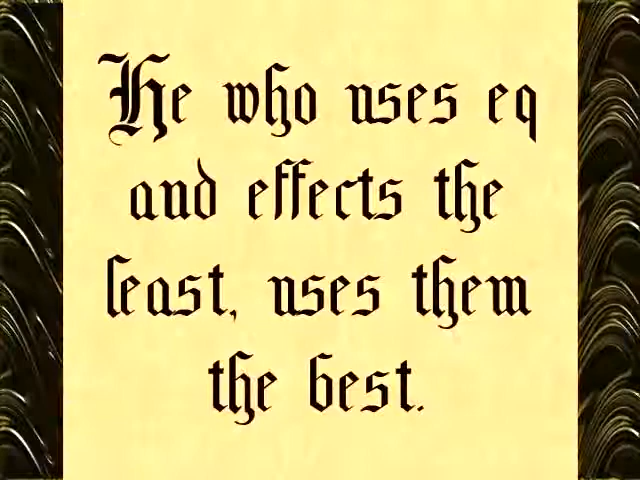 He who uses eq
and effects the
least, uses them
the best.